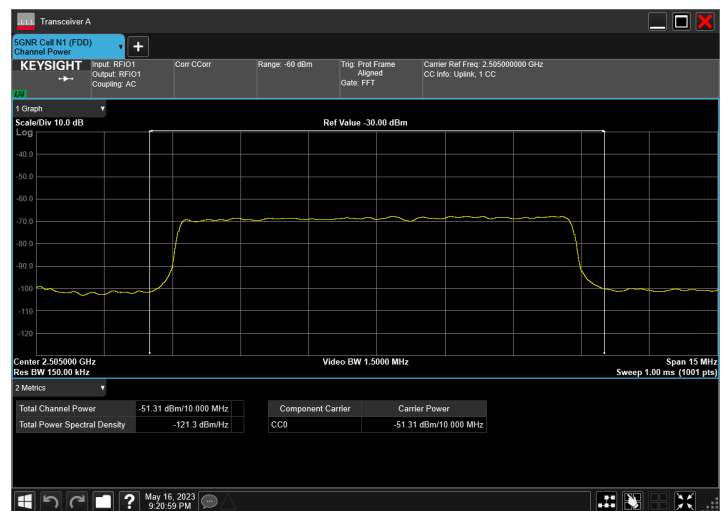 Transceiver A
5GNR Cell N1 (FDD)
Channel Power
KEYSIGHT
LXI
Input: RFIO1
Output: RFIO1
Coupling: AC
Corr CCorr
Range: -60 dBm
Trig: Prot Frame
Aligned
Gate: FFT
Carrier Ref Freq: 2.505000000 GHz
CC Info: Uplink, 1 CC
1 Graph
Scale/Div 10.0 dB
Ref Value -30.00 dBm
Log
-40.0
-50.0
-60.0
-70.0
-80.0
-90.0
-100
-110
-120
Center 2.505000 GHz
Video BW 1.5000 MHz
Span 15 MHz
Res BW 150.00 kHz
Sweep 1.00 ms (1001 pts)
2 Metrics
Total Channel Power -51.31 dBm/10.000 MHz
Total Power Spectral Density -121.3 dBm/Hz
Component Carrier Carrier Power
CC0 -51.31 dBm/10.000 MHz
May 16, 2023
9:20:59 PM